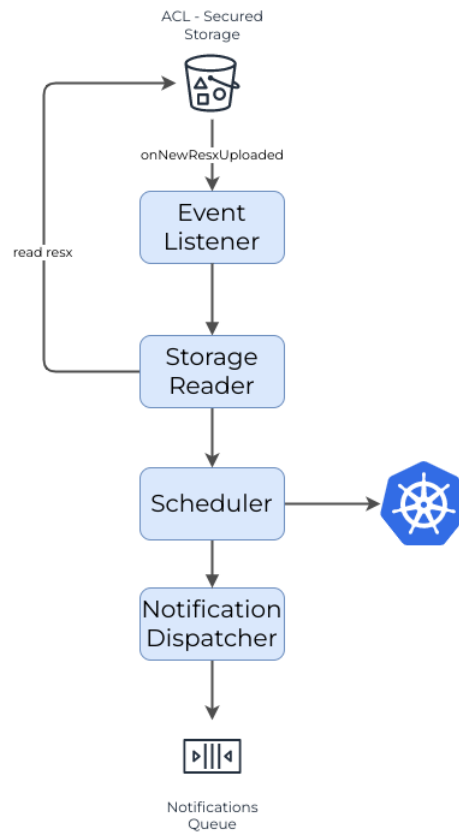 ACL - Secured
Storage
onNewResxUploaded
Event
Listener
read resx
Storage
Reader
Scheduler
Notification
Dispatcher
Notifications
Queue